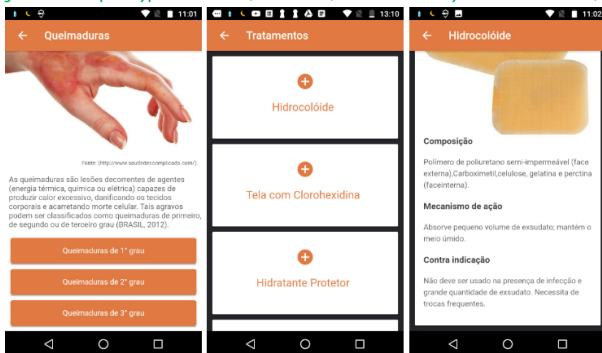 11:01
Queimaduras
Fonte: (http://www.saudedescomplicada.com/).
As queimaduras são lesões decorrentes de agentes
(energia térmica, química ou elétrica) capazes de
produzir calor excessivo, danificando os tecidos
corporais e acarretando morte celular. Tais agravos
podem ser classificados como queimaduras de primeiro,
de segundo ou de terceiro grau (BRASIL, 2012).
Queimaduras de 1° grau
Queimaduras de 2° grau
Queimaduras de 3° grau
13:10
Tratamentos
Hidrocolóide
Tela com Clorohexidina
Hidratante Protetor
11:02
Hidrocolóide
Composição
Polímero de poliuretano semi-impermeável (face
externa),Carboximetil,celulose, gelatina e perctina
(faceinterna).
Mecanismo de ação
Absorve pequeno volume de exsudato; mantém o
meio úmido.
Contra indicação
Não deve ser usado na presença de infecção e
grande quantidade de exsudato. Necessita de
trocas frequentes.